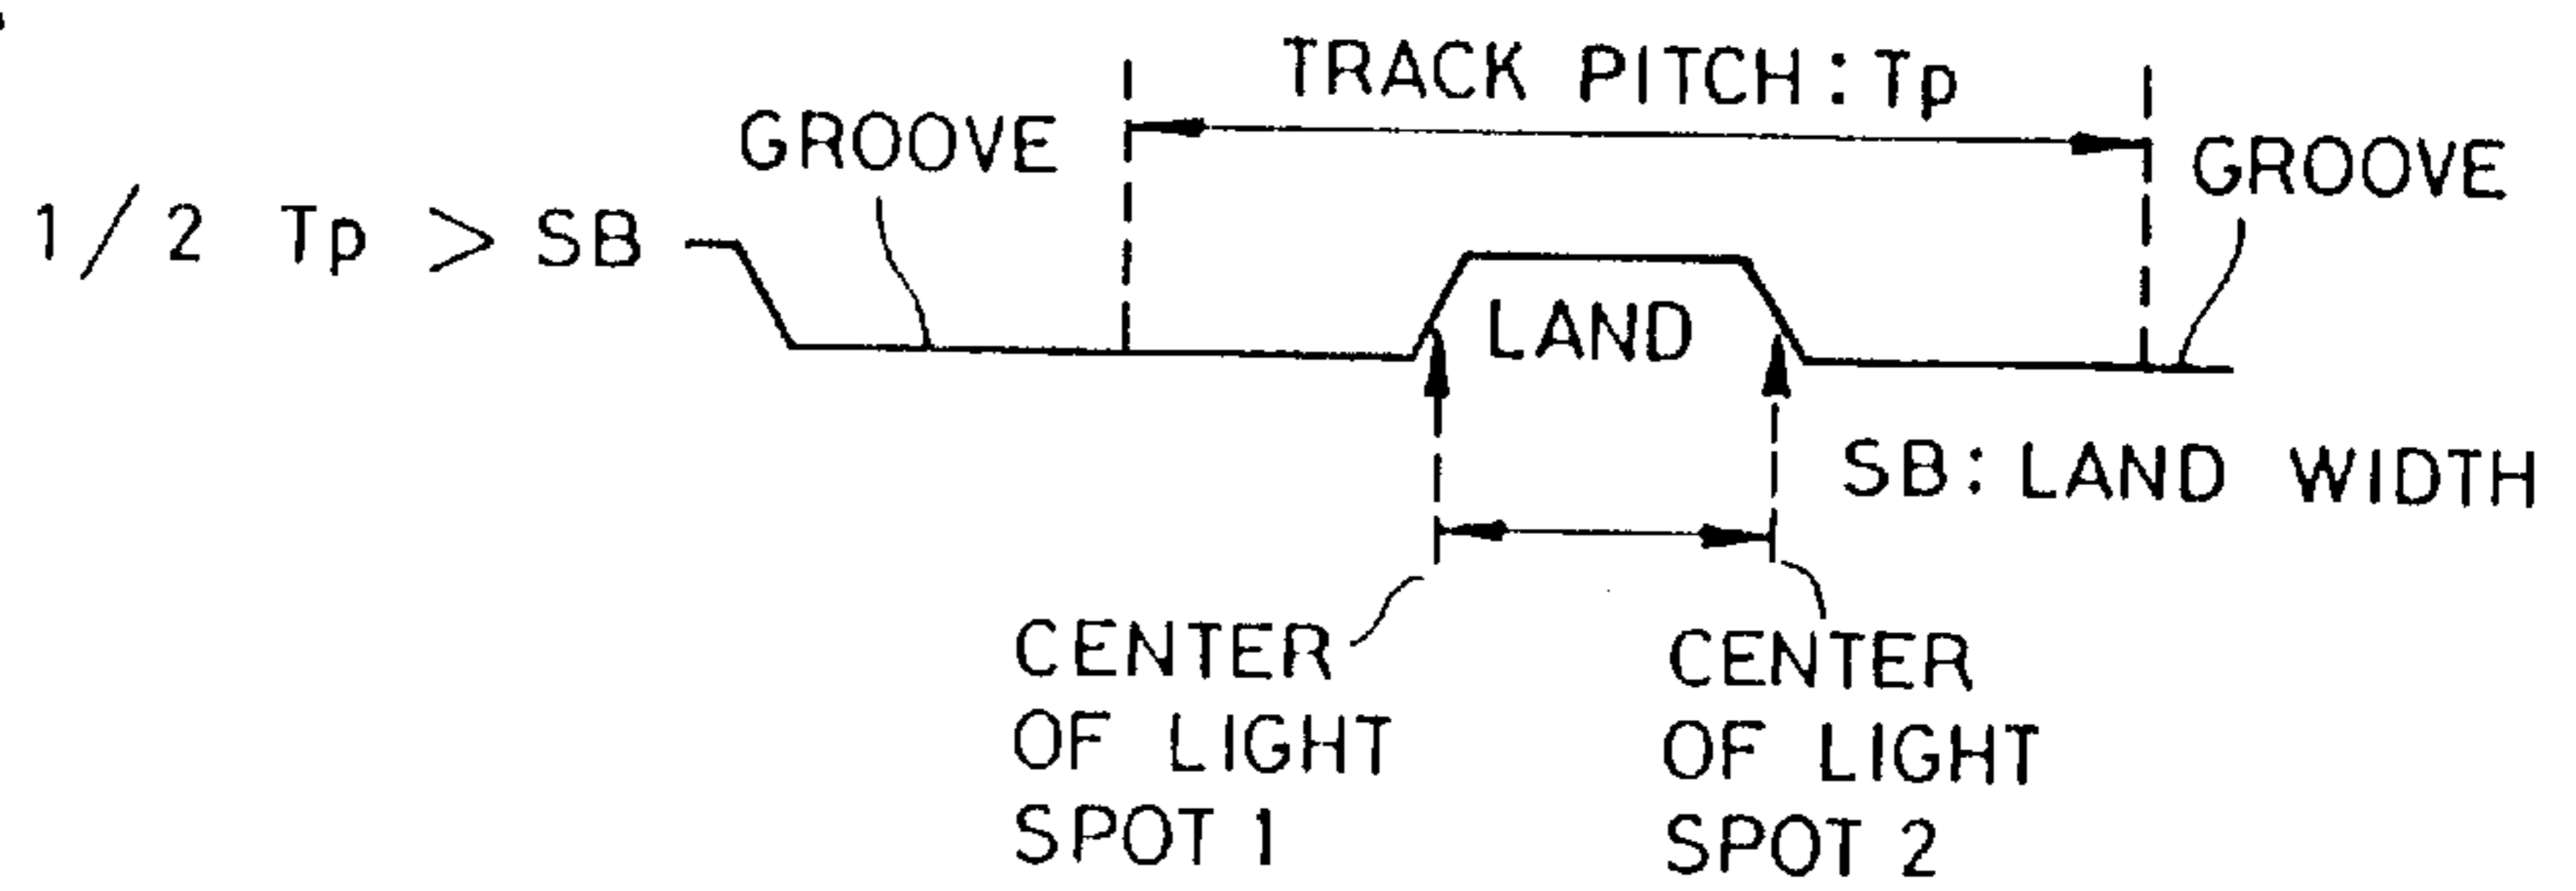 TRACK PITCH : Tp
GROOVE
GROOVE
1/2 Tp > SB
LAND
SB: LAND WIDTH
CENTER
OF LIGHT
SPOT 1
CENTER
OF LIGHT
SPOT 2